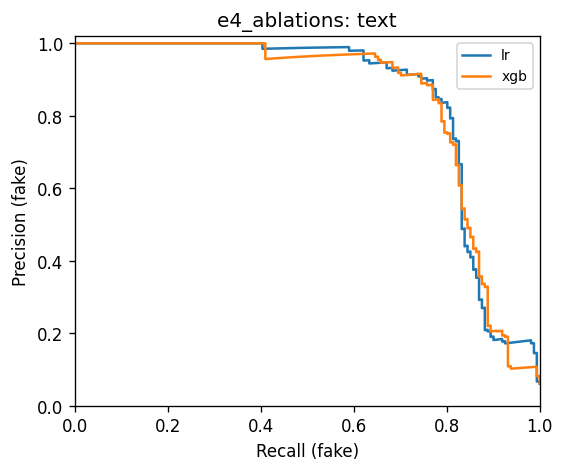 e4_ablations: text
lr
xgb
Precision (fake)
1.0
0.8
0.6
0.4
0.2
0.0
0.0 0.2 0.4 0.6 0.8 1.0
Recall (fake)